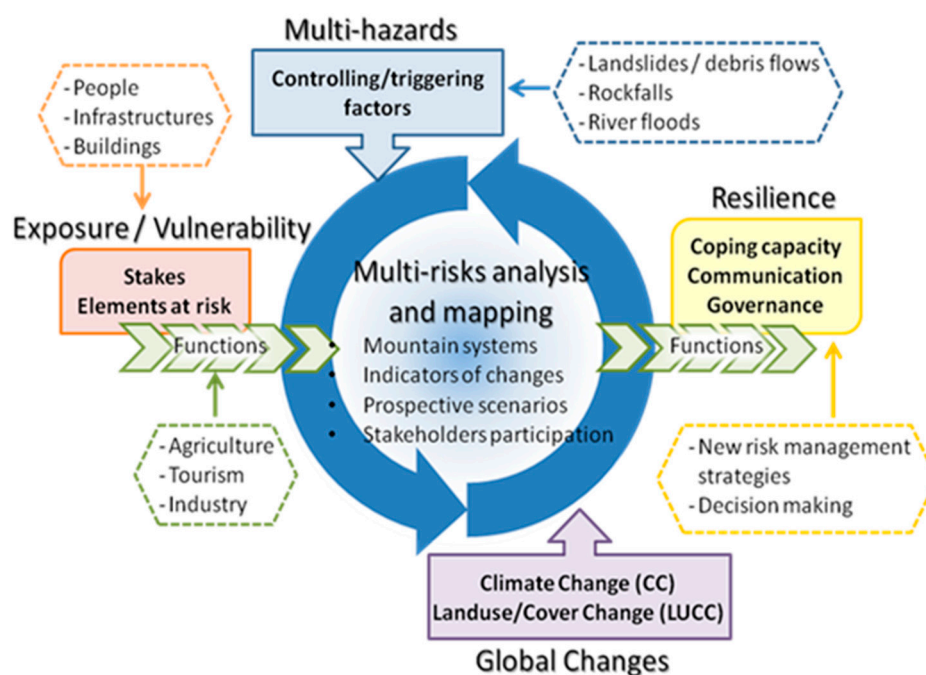 Multi-hazards
Controlling/triggering
factors
- Landslides / debris flows
- Rockfalls
- River floods
- People
- Infrastructures
- Buildings
Exposure / Vulnerability
Stakes
Elements at risk
Functions
- Agriculture
- Tourism
- Industry
Multi-risks analysis
and mapping
• Mountain systems
• Indicators of changes
• Prospective scenarios
• Stakeholders participation
Resilience
Coping capacity
Communication
Governance
Functions
- New risk management
strategies
- Decision making
Climate Change (CC)
Landuse/Cover Change (LUCC)
Global Changes